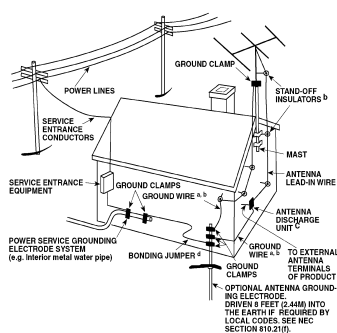 GROUND CLAMP
POWER LINES
STAND-OFF
INSULATORS b
SERVICE
ENTRANCE
CONDUCTORS
MAST
SERVICE ENTRANCE
EQUIPMENT
GROUND CLAMPS
GROUND WIRE a, b
ANTENNA
LEAD-IN WIRE
ANTENNA
DISCHARGE
UNIT C
POWER SERVICE GROUNDING
ELECTRODE SYSTEM
(e.g. Interior metal water pipe)
BONDING JUMPER d
GROUND
WIRE a, b
GROUND
CLAMPS
TO EXTERNAL
ANTENNA
TERMINALS
OF PRODUCT
OPTIONAL ANTENNA GROUND-
ING ELECTRODE.
DRIVEN 8 FEET (2.44M) INTO
THE EARTH IF REQUIRED BY
LOCAL CODES. SEE NEC
SECTION 810.21(f).